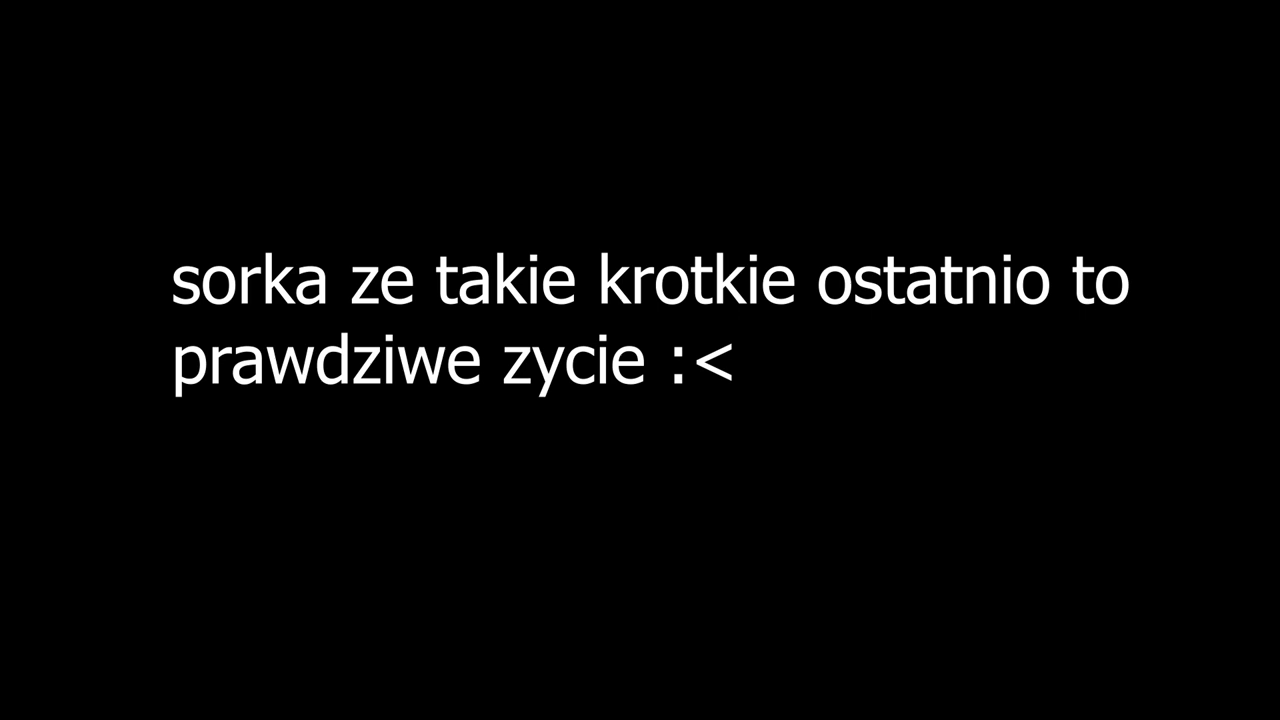 sorka ze takie krotkie ostatnio to
prawdziwe zycie :<